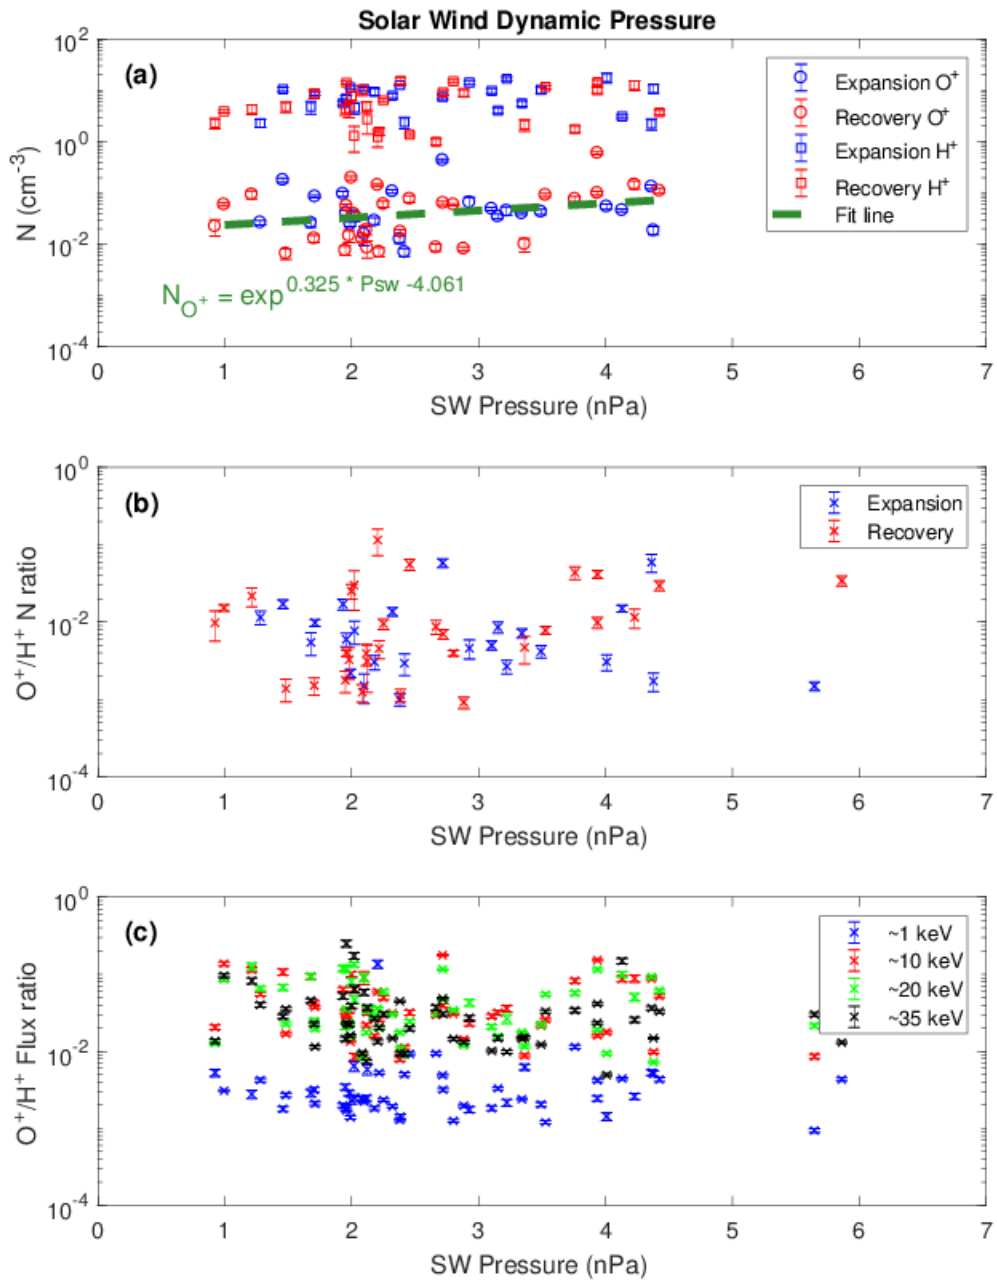 Solar Wind Dynamic Pressure
10^2
10^0
10^-2
10^-4
N (cm^-3)
(a)
Expansion O^+
Recovery O^+
Expansion H^+
Recovery H^+
Fit line
N_O^+ = exp^0.325 * Psw -4.061
0 1 2 3 4 5 6 7
SW Pressure (nPa)
10^0
10^-2
10^-4
O^+/H^+ N ratio
(b)
Expansion
Recovery
0 1 2 3 4 5 6 7
SW Pressure (nPa)
10^0
10^-2
10^-4
O^+/H^+ Flux ratio
(c)
~1 keV
~10 keV
~20 keV
~35 keV
0 1 2 3 4 5 6 7
SW Pressure (nPa)